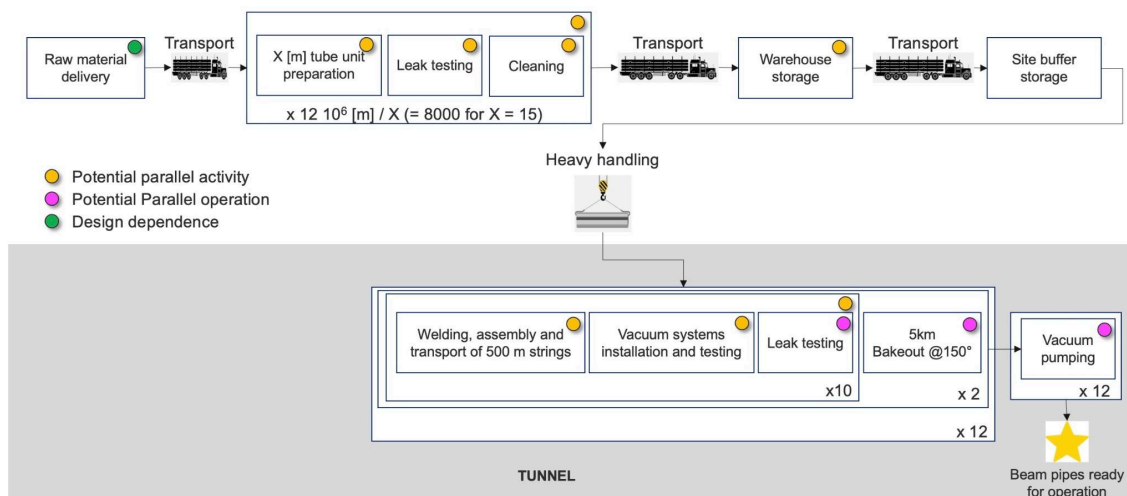 Raw material
delivery
Transport
X [m] tube unit
preparation
Leak testing
Cleaning
x 12 10⁶ [m] / X (= 8000 for X = 15)
Transport
Warehouse
storage
Transport
Site buffer
storage
Heavy handling
Potential parallel activity
Potential Parallel operation
Design dependence
Welding, assembly and
transport of 500 m strings
Vacuum systems
installation and testing
Leak testing
x10
5km
Bakeout @150°
x 2
x 12
Vacuum
pumping
x 12
Beam pipes ready
for operation
TUNNEL